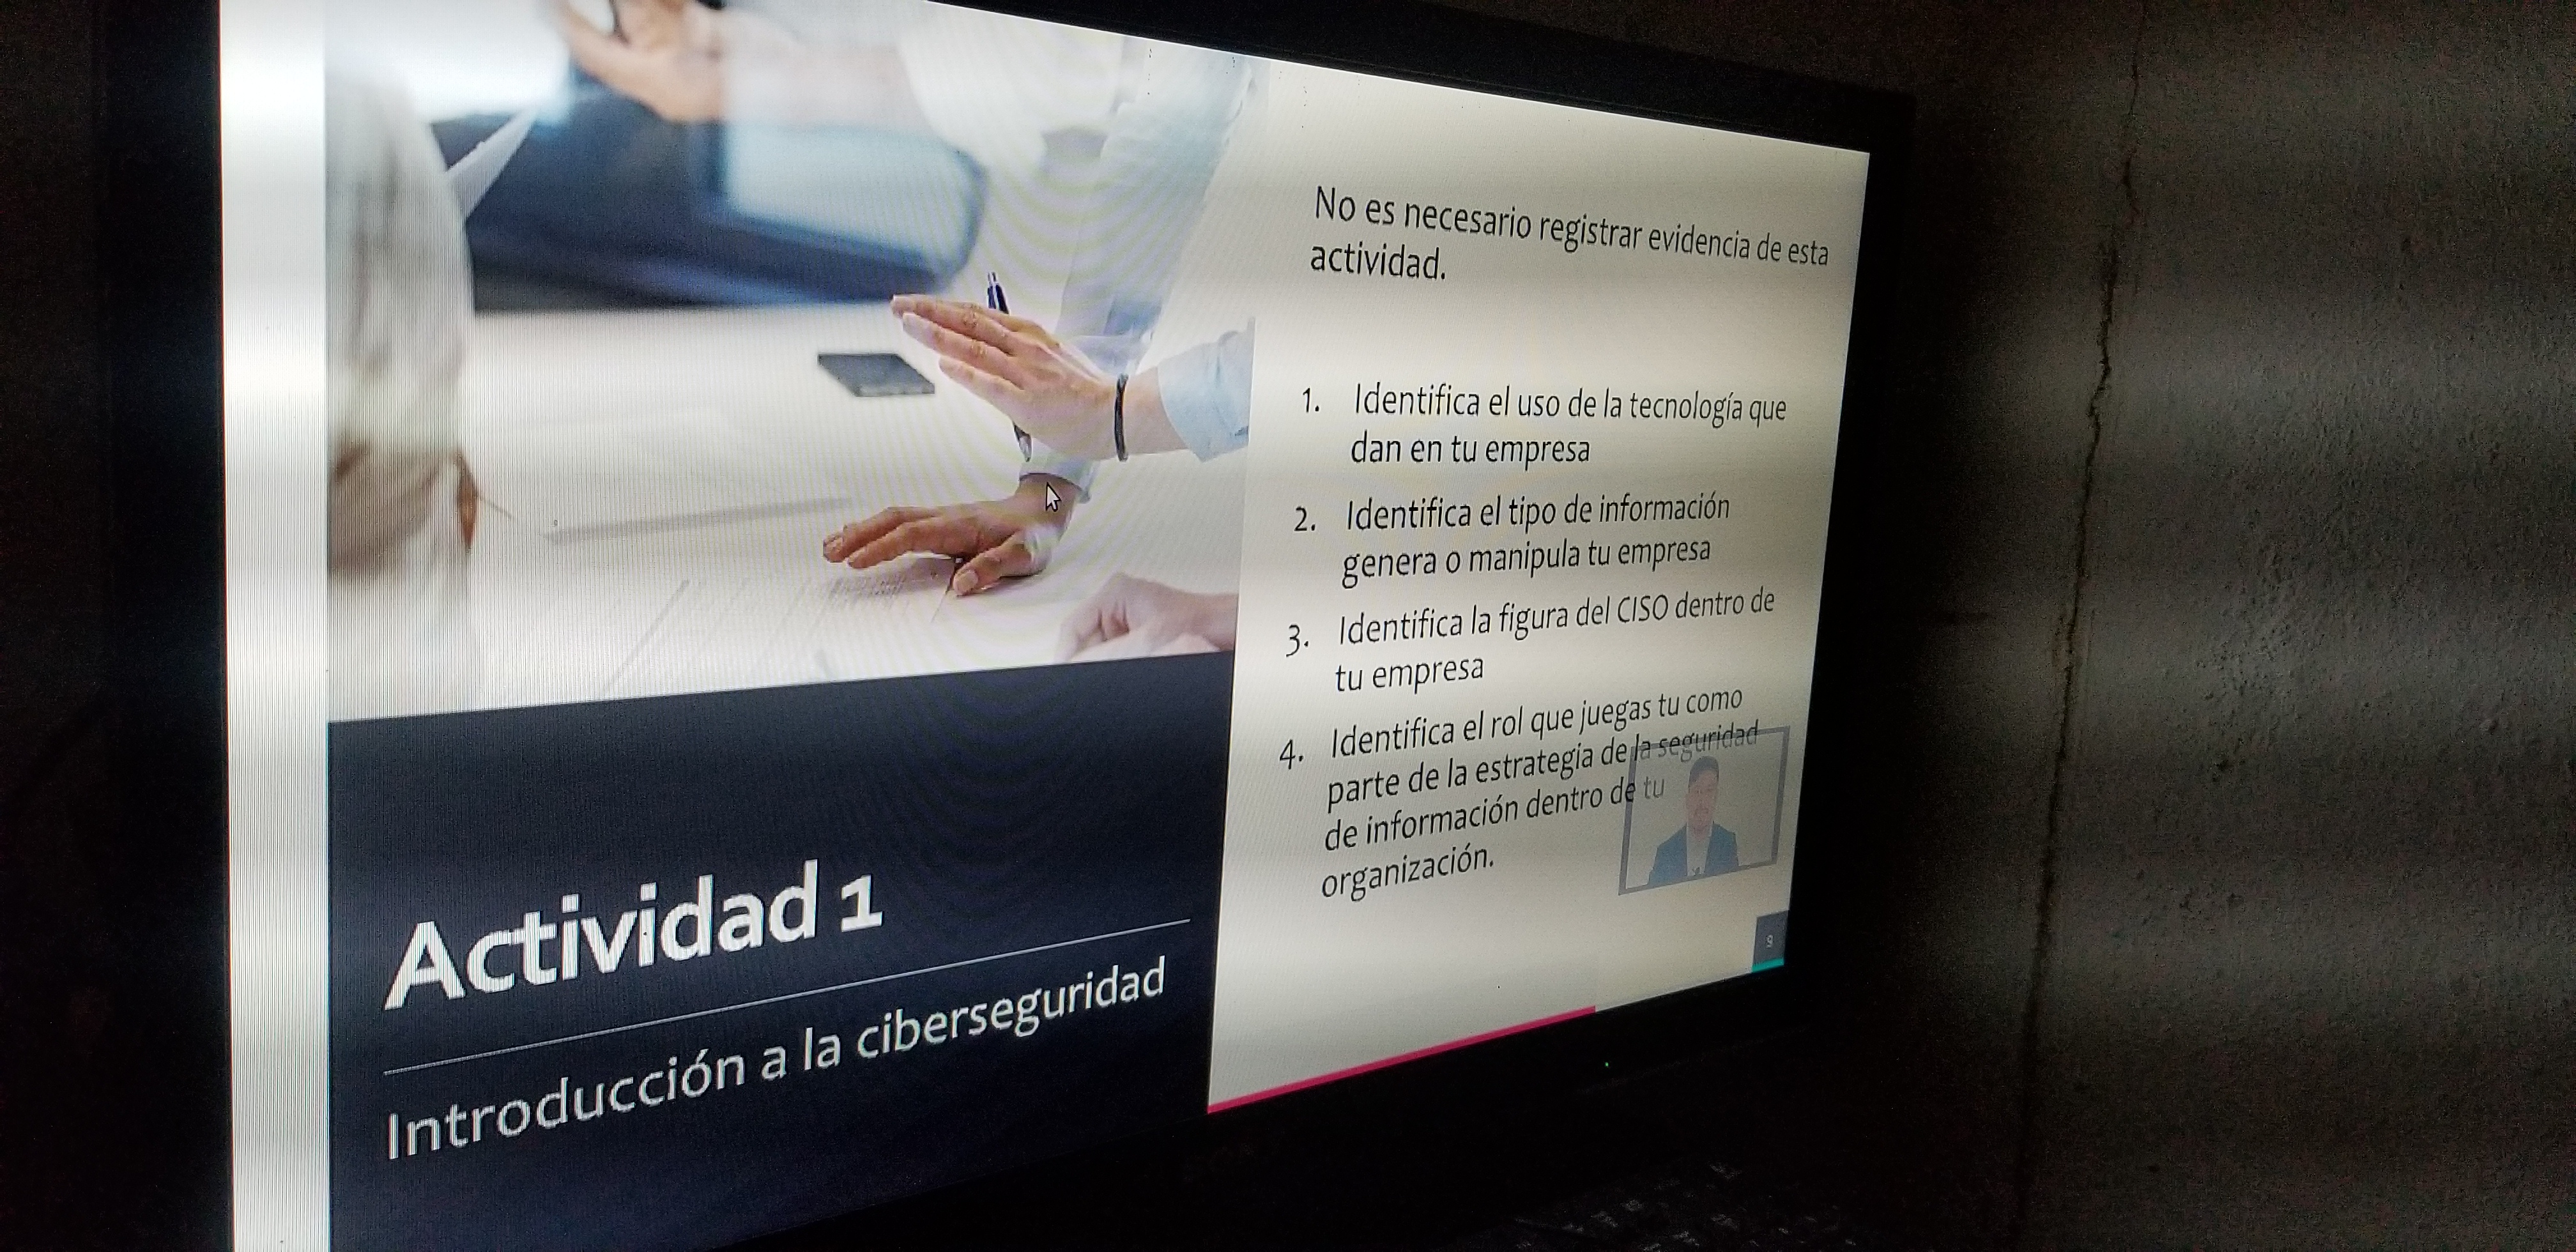 No es necesario registrar evidencia de esta
actividad.
1. Identifica el uso de la tecnología que
dan en tu empresa
2. Identifica el tipo de información
genera o manipula tu empresa
3. Identifica la figura del CISO dentro de
tu empresa
4. Identifica el rol que juegas tu como
parte de la estrategia de la seguridad
de información dentro de tu
organización.
9
Actividad 1
Introducción a la ciberseguridad